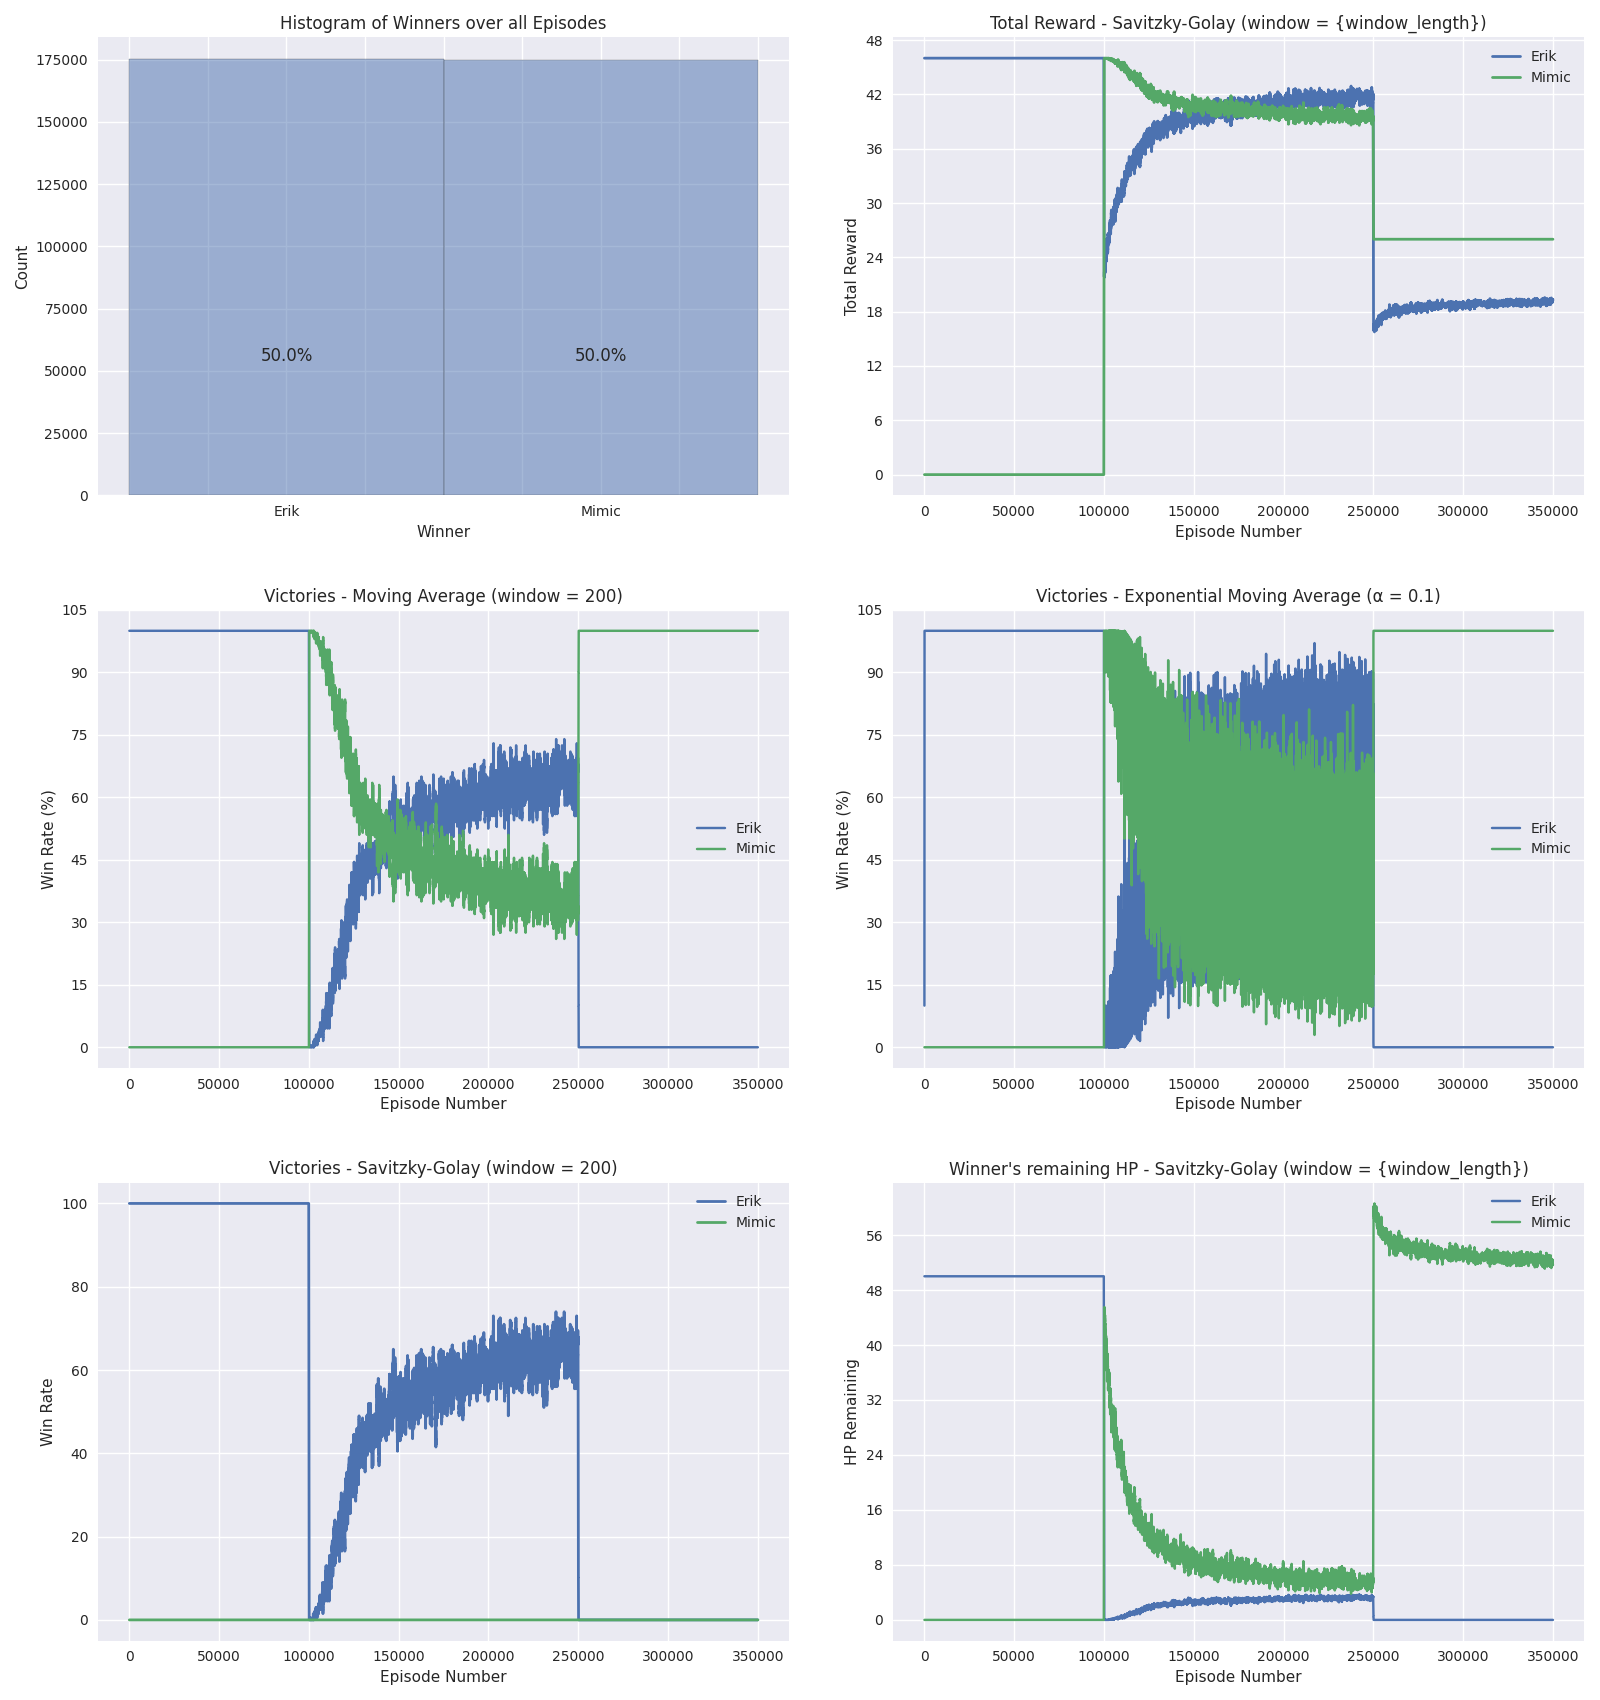 Histogram of Winners over all Episodes
175000
150000
125000
100000
75000
50000
25000
0
Count
50.0%
50.0%
Erik
Mimic
Winner
Total Reward - Savitzky-Golay (window = {window_length})
48
42
36
30
24
18
12
6
0
Total Reward
Erik
Mimic
0
50000
100000
150000
200000
250000
300000
350000
Episode Number
Victories - Moving Average (window = 200)
105
90
75
60
45
30
15
0
Win Rate (%)
Erik
Mimic
0
50000
100000
150000
200000
250000
300000
350000
Episode Number
Victories - Exponential Moving Average (α = 0.1)
105
90
75
60
45
30
15
0
Win Rate (%)
Erik
Mimic
0
50000
100000
150000
200000
250000
300000
350000
Episode Number
Victories - Savitzky-Golay (window = 200)
100
80
60
40
20
0
Win Rate
Erik
Mimic
0
50000
100000
150000
200000
250000
300000
350000
Episode Number
Winner's remaining HP - Savitzky-Golay (window = {window_length})
56
48
40
32
24
16
8
0
HP Remaining
Erik
Mimic
0
50000
100000
150000
200000
250000
300000
350000
Episode Number